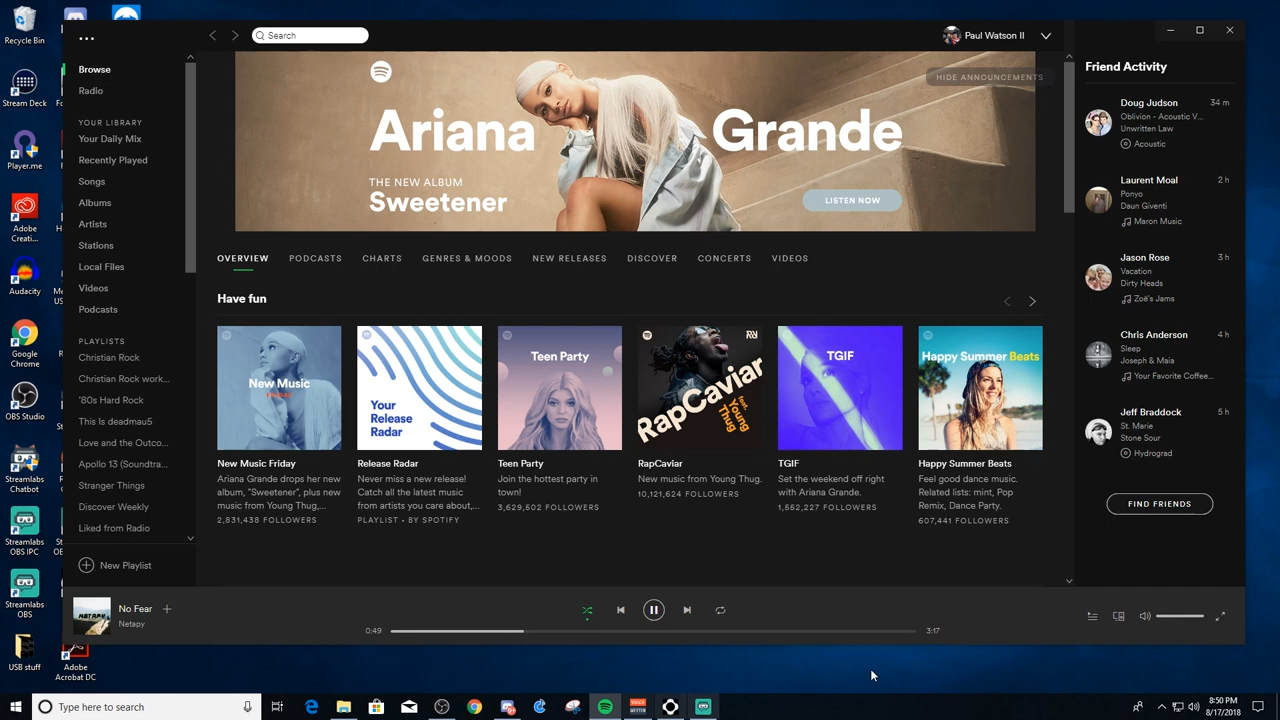 Recycle Bin
Stream Deck
Player.me
Adobe
Creati...
Audacity
Google
Chrome
OBS Studio
Streamlabs
Chatbot
Streamlabs
OBS IPC
Streamlabs
OBS
USB stuff
Adobe
Acrobat DC
Browse
Radio
YOUR LIBRARY
Your Daily Mix
Recently Played
Songs
Albums
Artists
Stations
Local Files
Videos
Podcasts
PLAYLISTS
Christian Rock
Christian Rock work...
'80s Hard Rock
This Is deadmau5
Love and the Outco...
Apollo 13 (Soundtra...
Stranger Things
Discover Weekly
Liked from Radio
New Playlist
Search
Paul Watson II
HIDE ANNOUNCEMENTS
Ariana Grande
THE NEW ALBUM
Sweetener
LISTEN NOW
OVERVIEW PODCASTS CHARTS GENRES & MOODS NEW RELEASES DISCOVER CONCERTS VIDEOS
Have fun
New Music
Your
Release
Radar
Teen Party
RapCaviar
feat.
Young
Thug
TGIF
Happy Summer Beats
New Music Friday
Ariana Grande drops her new
album, "Sweetener", plus new
music from Young Thug,...
2,831,438 FOLLOWERS
Release Radar
Never miss a new release!
Catch all the latest music
from artists you care about,...
PLAYLIST • BY SPOTIFY
Teen Party
Join the hottest party in
town!
3,629,502 FOLLOWERS
RapCaviar
New music from Young Thug.
10,121,624 FOLLOWERS
TGIF
Set the weekend off right
with Ariana Grande.
1,552,227 FOLLOWERS
Happy Summer Beats
Feel good dance music.
Related lists: mint, Pop
Remix, Dance Party.
607,441 FOLLOWERS
Friend Activity
Doug Judson 34 m
Oblivion - Acoustic V...
Unwritten Law
Acoustic
Laurent Moal 2 h
Ponyo
Daun Giventi
Maron Music
Jason Rose 3 h
Vacation
Dirty Heads
Zoë's Jams
Chris Anderson 4 h
Sleep
Joseph & Maia
Your Favorite Coffee...
Jeff Braddock 5 h
St. Marie
Stone Sour
Hydrograd
FIND FRIENDS
NETAPY
No Fear
Netapy
0:49
3:17
Type here to search
8:50 PM
8/17/2018